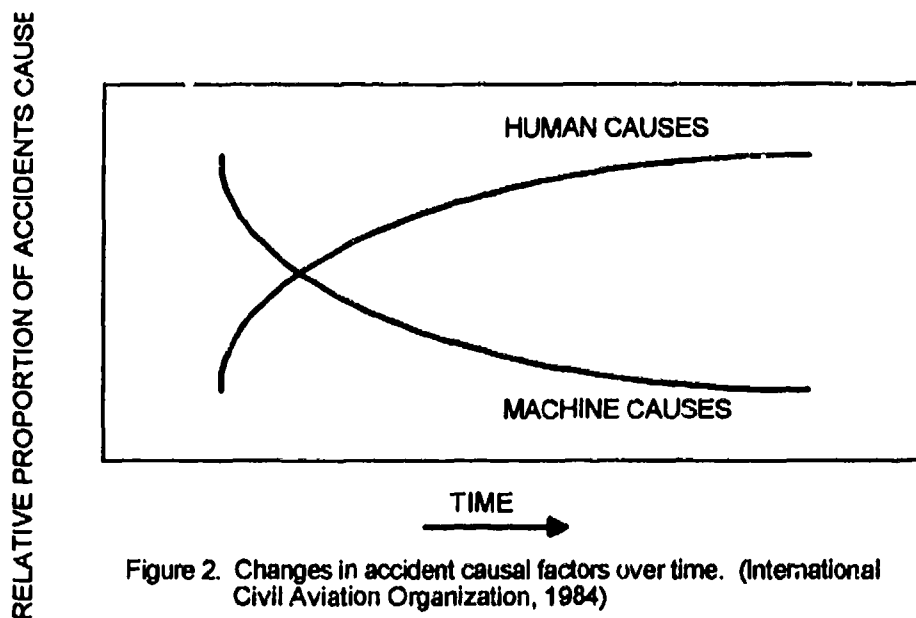 RELATIVE PROPORTION OF ACCIDENTS CAUSE
HUMAN CAUSES
MACHINE CAUSES
TIME
Figure 2. Changes in accident causal factors over time. (International
Civil Aviation Organization, 1984)